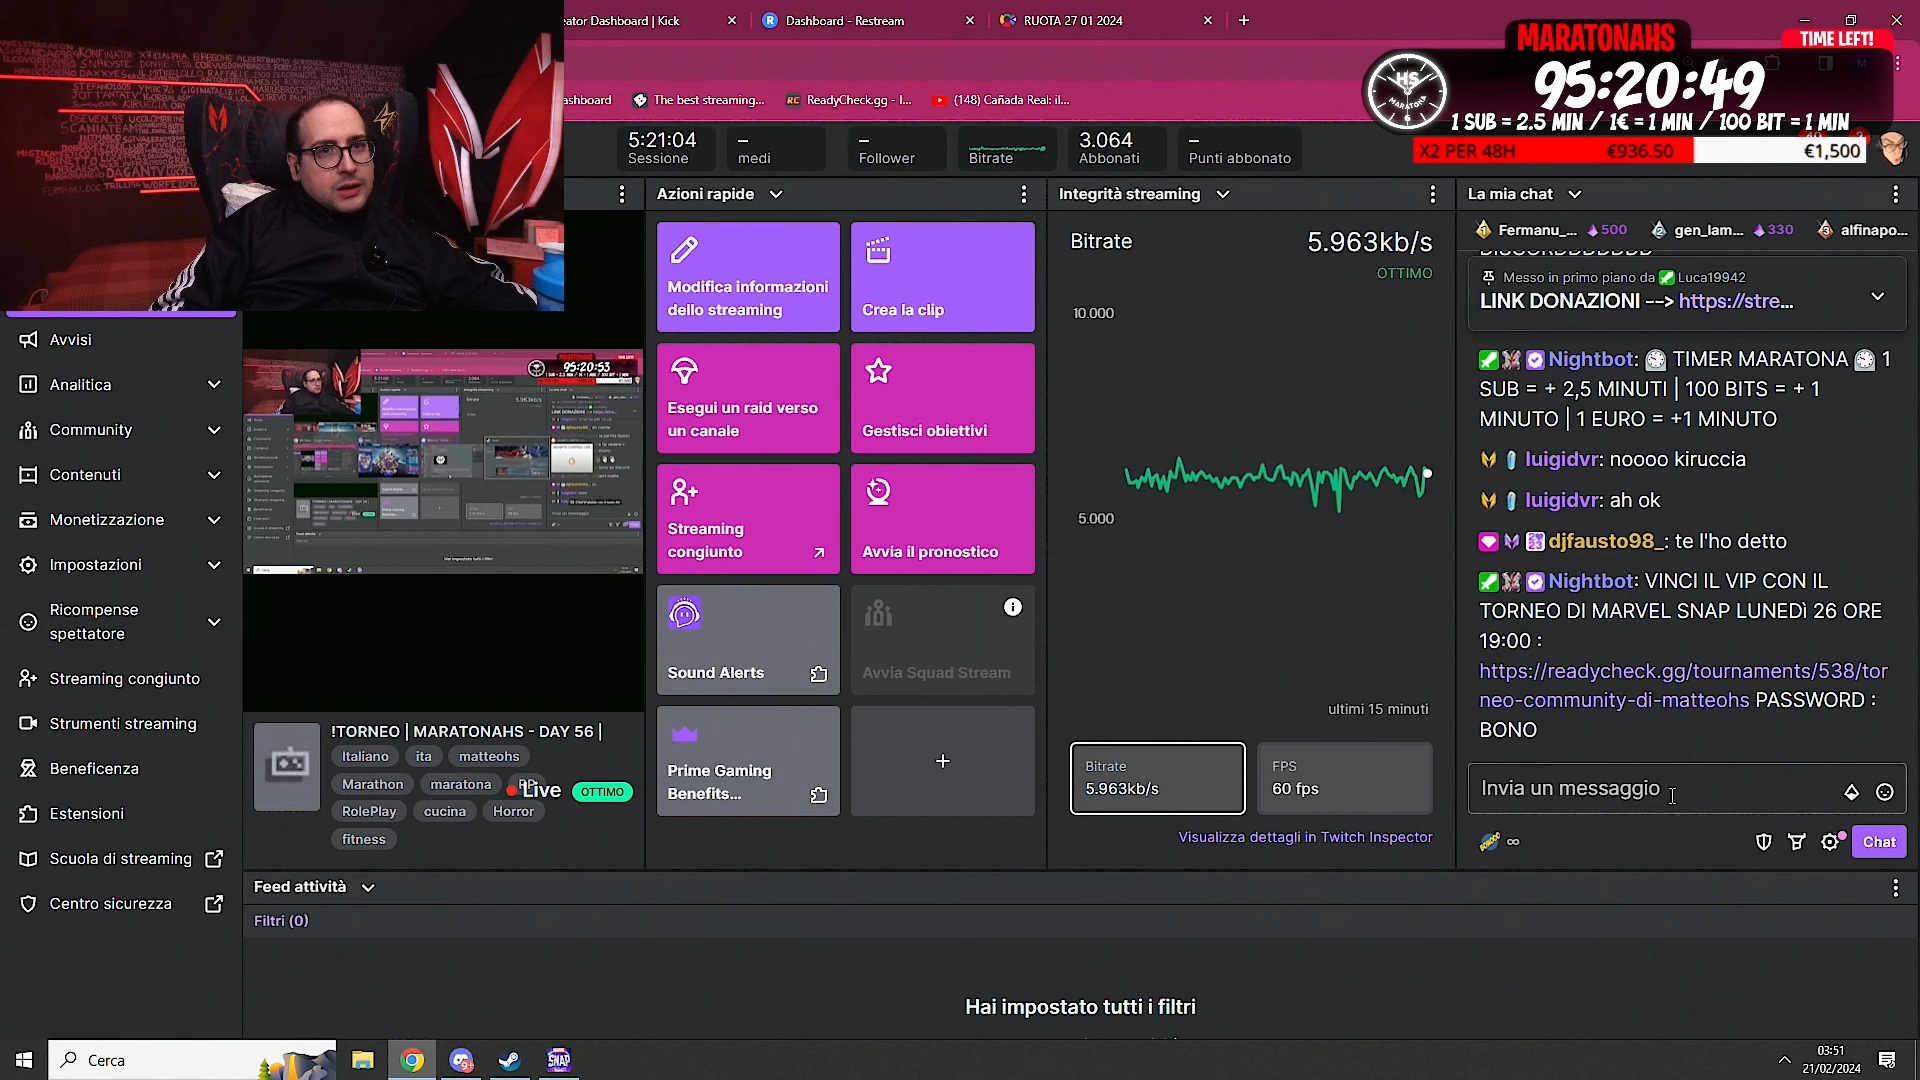 eator Dashboard | Kick
Dashboard - Restream
RUOTA 27 01 2024
ashboard
The best streaming...
ReadyCheck.gg - I...
(148) Cañada Real: il...
MARATONAHS
TIME LEFT!
HS
MARATONA
95:20:49
1 SUB = 2.5 MIN / 1€ = 1 MIN / 100 BIT = 1 MIN
X2 PER 48H
€936.50
€1,500
5:21:04
Sessione
–
medi
–
Follower
Bitrate
3.064
Abbonati
–
Punti abbonato
Avvisi
Analitica
Community
Contenuti
Monetizzazione
Impostazioni
Ricompense
spettatore
Streaming congiunto
Strumenti streaming
Beneficenza
Estensioni
Scuola di streaming
Centro sicurezza
95:20:53
!TORNEO | MARATONAHS - DAY 56 |
Italiano
ita
matteohs
Marathon
maratona
RP
RolePlay
cucina
Horror
fitness
Live
OTTIMO
Azioni rapide
Modifica informazioni
dello streaming
Crea la clip
Esegui un raid verso
un canale
Gestisci obiettivi
Streaming
congiunto
Avvia il pronostico
Sound Alerts
Avvia Squad Stream
Prime Gaming
Benefits...
Integrità streaming
Bitrate
5.963kb/s
OTTIMO
10.000
5.000
ultimi 15 minuti
Bitrate
5.963kb/s
FPS
60 fps
Visualizza dettagli in Twitch Inspector
La mia chat
Fermanu_...
500
gen_lam...
330
alfinapo...
Messo in primo piano da Luca19942
LINK DONAZIONI --> https://stre...
Nightbot: TIMER MARATONA 1
SUB = + 2,5 MINUTI | 100 BITS = + 1
MINUTO | 1 EURO = +1 MINUTO
luigidvr: noooo kiruccia
luigidvr: ah ok
djfausto98_: te l'ho detto
Nightbot: VINCI IL VIP CON IL
TORNEO DI MARVEL SNAP LUNEDì 26 ORE
19:00 :
https://readycheck.gg/tournaments/538/tor
neo-community-di-matteohs PASSWORD :
BONO
Invia un messaggio
∞
Chat
Feed attività
Filtri (0)
Hai impostato tutti i filtri
Cerca
9+
SNAP
03:51
21/02/2024